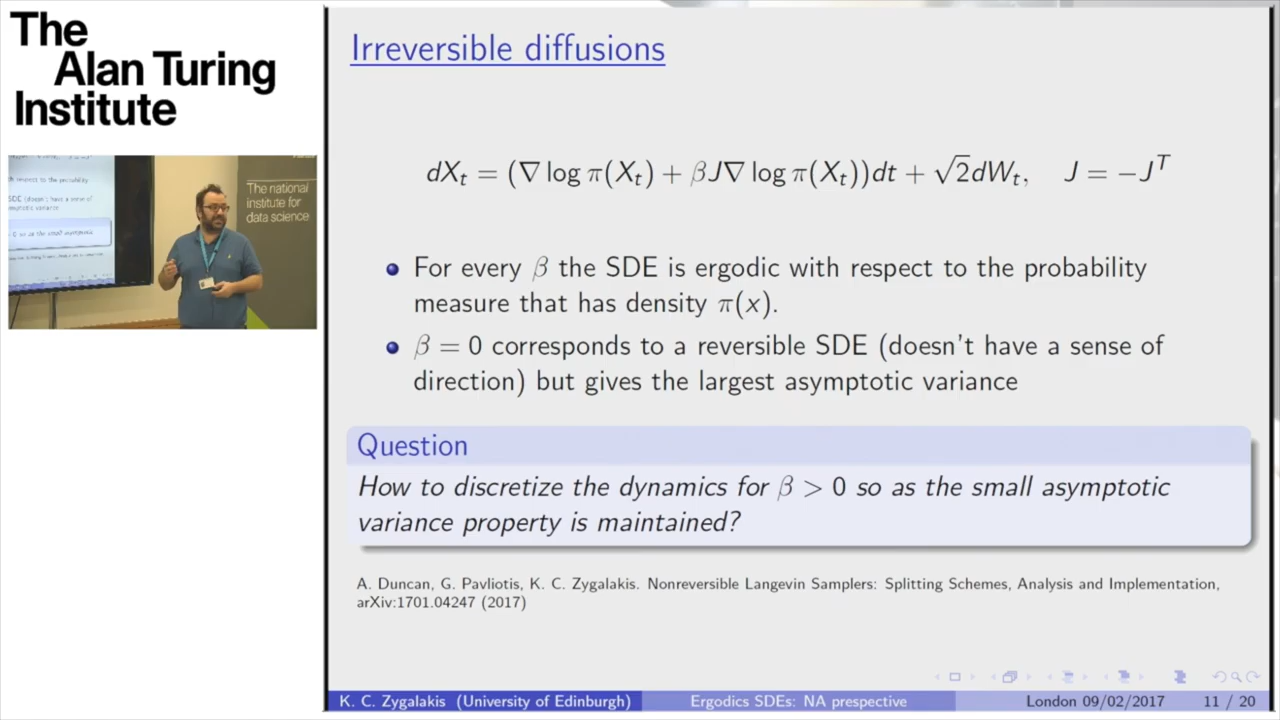 The
Alan Turing
Institute
The national
institute for
data science
Irreversible diffusions
dX_t = (∇ log π(X_t) + βJ∇ log π(X_t))dt + √2dW_t, J = −J^T
For every β the SDE is ergodic with respect to the probability
measure that has density π(x).
β = 0 corresponds to a reversible SDE (doesn't have a sense of
direction) but gives the largest asymptotic variance
Question
How to discretize the dynamics for β > 0 so as the small asymptotic
variance property is maintained?
A. Duncan, G. Pavliotis, K. C. Zygalakis. Nonreversible Langevin Samplers: Splitting Schemes, Analysis and Implementation,
arXiv:1701.04247 (2017)
K. C. Zygalakis (University of Edinburgh) Ergodics SDEs: NA prespective London 09/02/2017 11 / 20